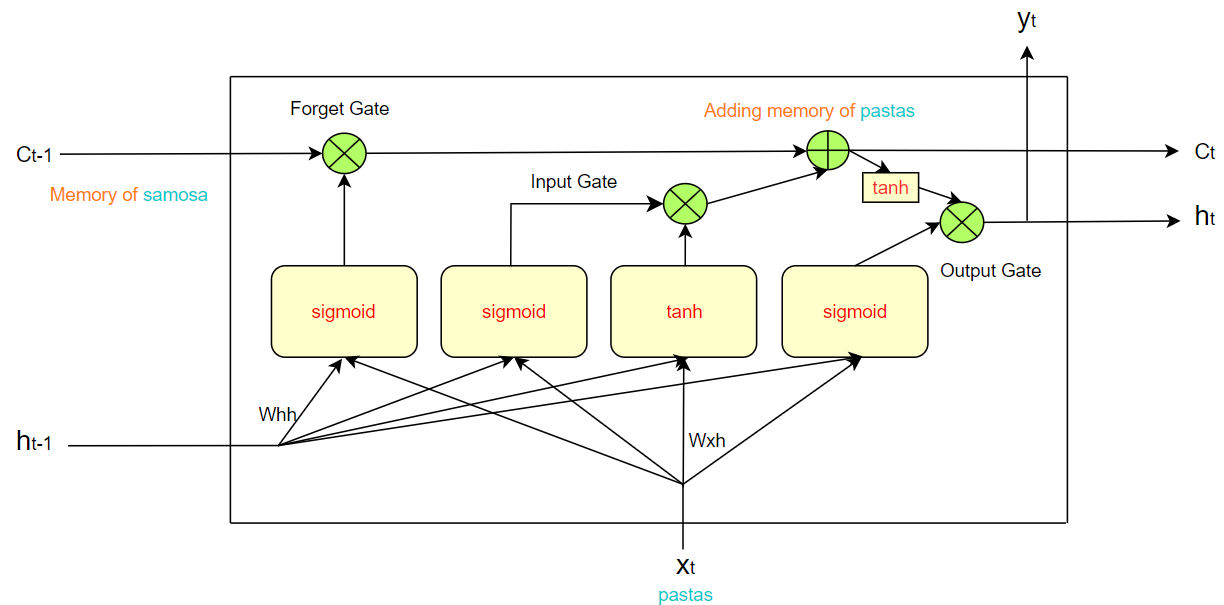 yt
Forget Gate
Adding memory of pastas
Ct-1
Ct
Memory of samosa
Input Gate
tanh
ht
Output Gate
sigmoid
sigmoid
tanh
sigmoid
Whh
ht-1
Wxh
xt
pastas